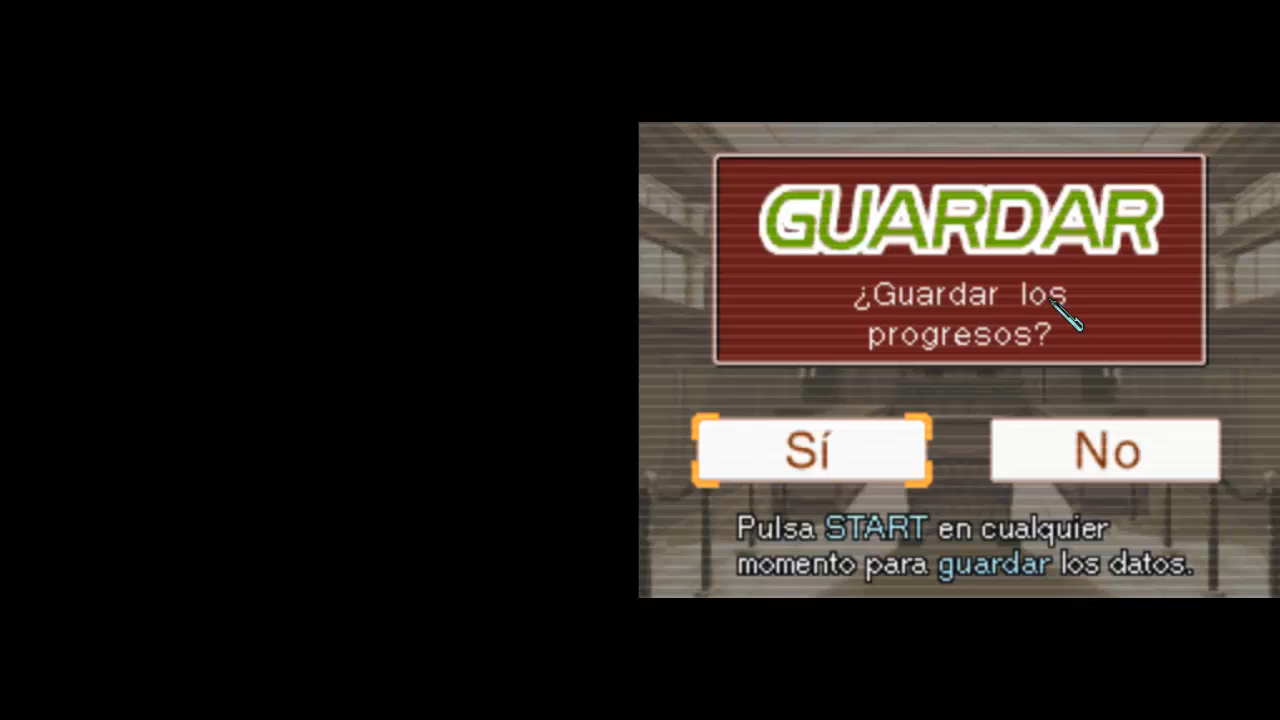 GUARDAR
¿Guardar los
progresos?
Sí
No
Pulsa START en cualquier
momento para guardar los datos.